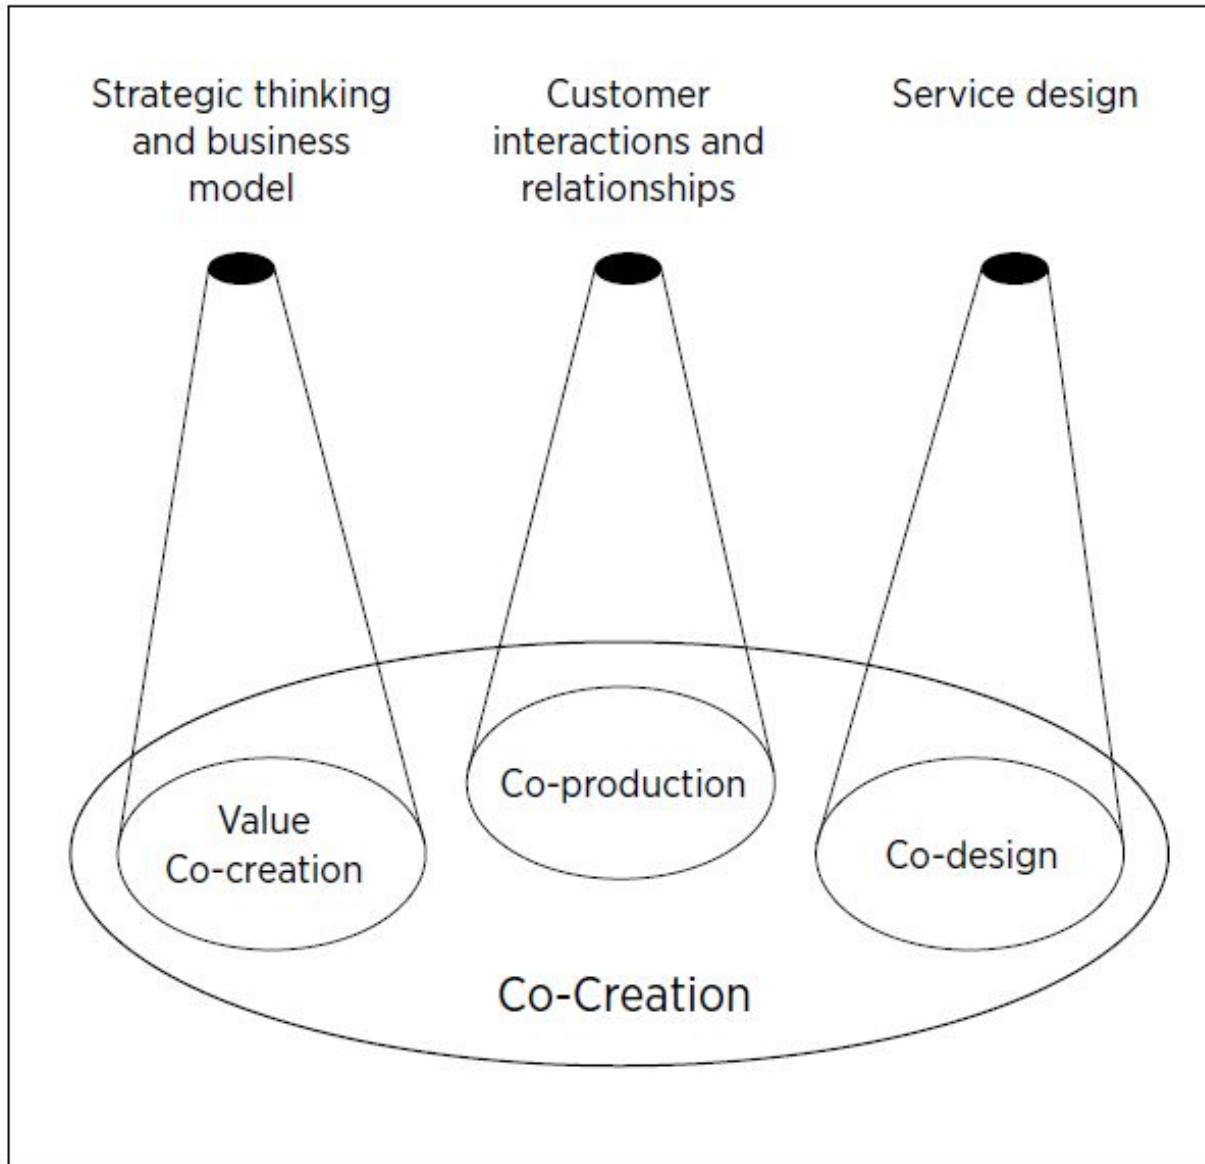 Strategic thinking
and business
model
Customer
interactions and
relationships
Service design
Value
Co-creation
Co-production
Co-design
Co-Creation